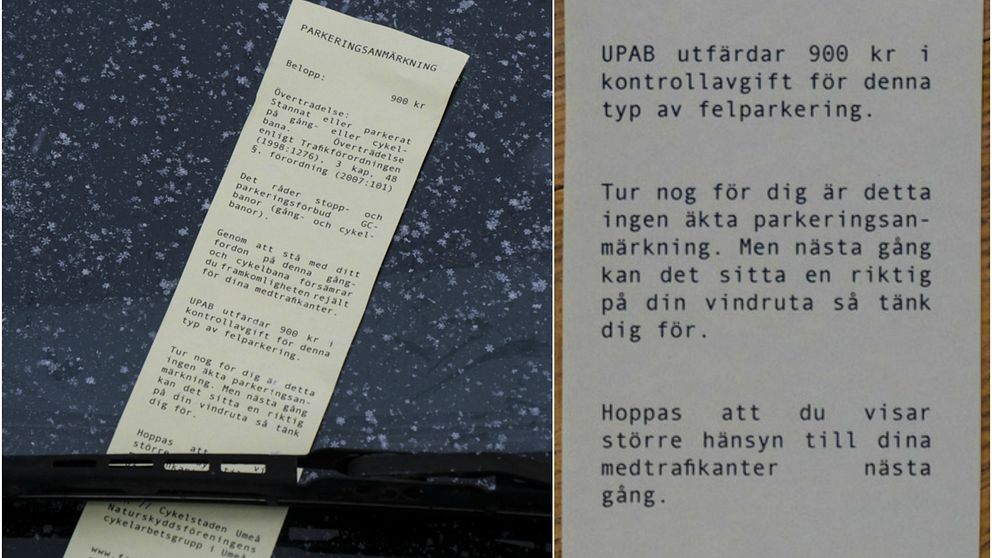 PARKERINGSANMÄRKNING
Belopp:
900 kr
Överträdelse:
Stannat eller parkerat
på gång- eller cykel-
bana. Överträdelse
enligt Trafikförordningen
(1998:1276), 3 kap. 48
§. förordning (2007:101)
Det råder stopp- och
parkeringsförbud GC-
banor (gång- och cykel-
banor).
Genom att stå med ditt
fordon på denna gång-
och Cykelbana försämrar
du framkomligheten rejält
för dina medtrafikanter.
UPAB utfärdar 900 kr i
kontrollavgift för denna
typ av felparkering.
Tur nog för dig är detta
ingen äkta parkeringsan-
märkning. Men nästa gång
kan det sitta en riktig
på din vindruta så tänk
dig för.
Hoppas att
större
// Cykelstaden Umeå
Naturskyddsföreningens
cykelarbetsgrupp i Umeå
UPAB utfärdar 900 kr i
kontrollavgift för denna
typ av felparkering.
Tur nog för dig är detta
ingen äkta parkeringsan-
märkning. Men nästa gång
kan det sitta en riktig
på din vindruta så tänk
dig för.
Hoppas att du visar
större hänsyn till dina
medtrafikanter nästa
gång.